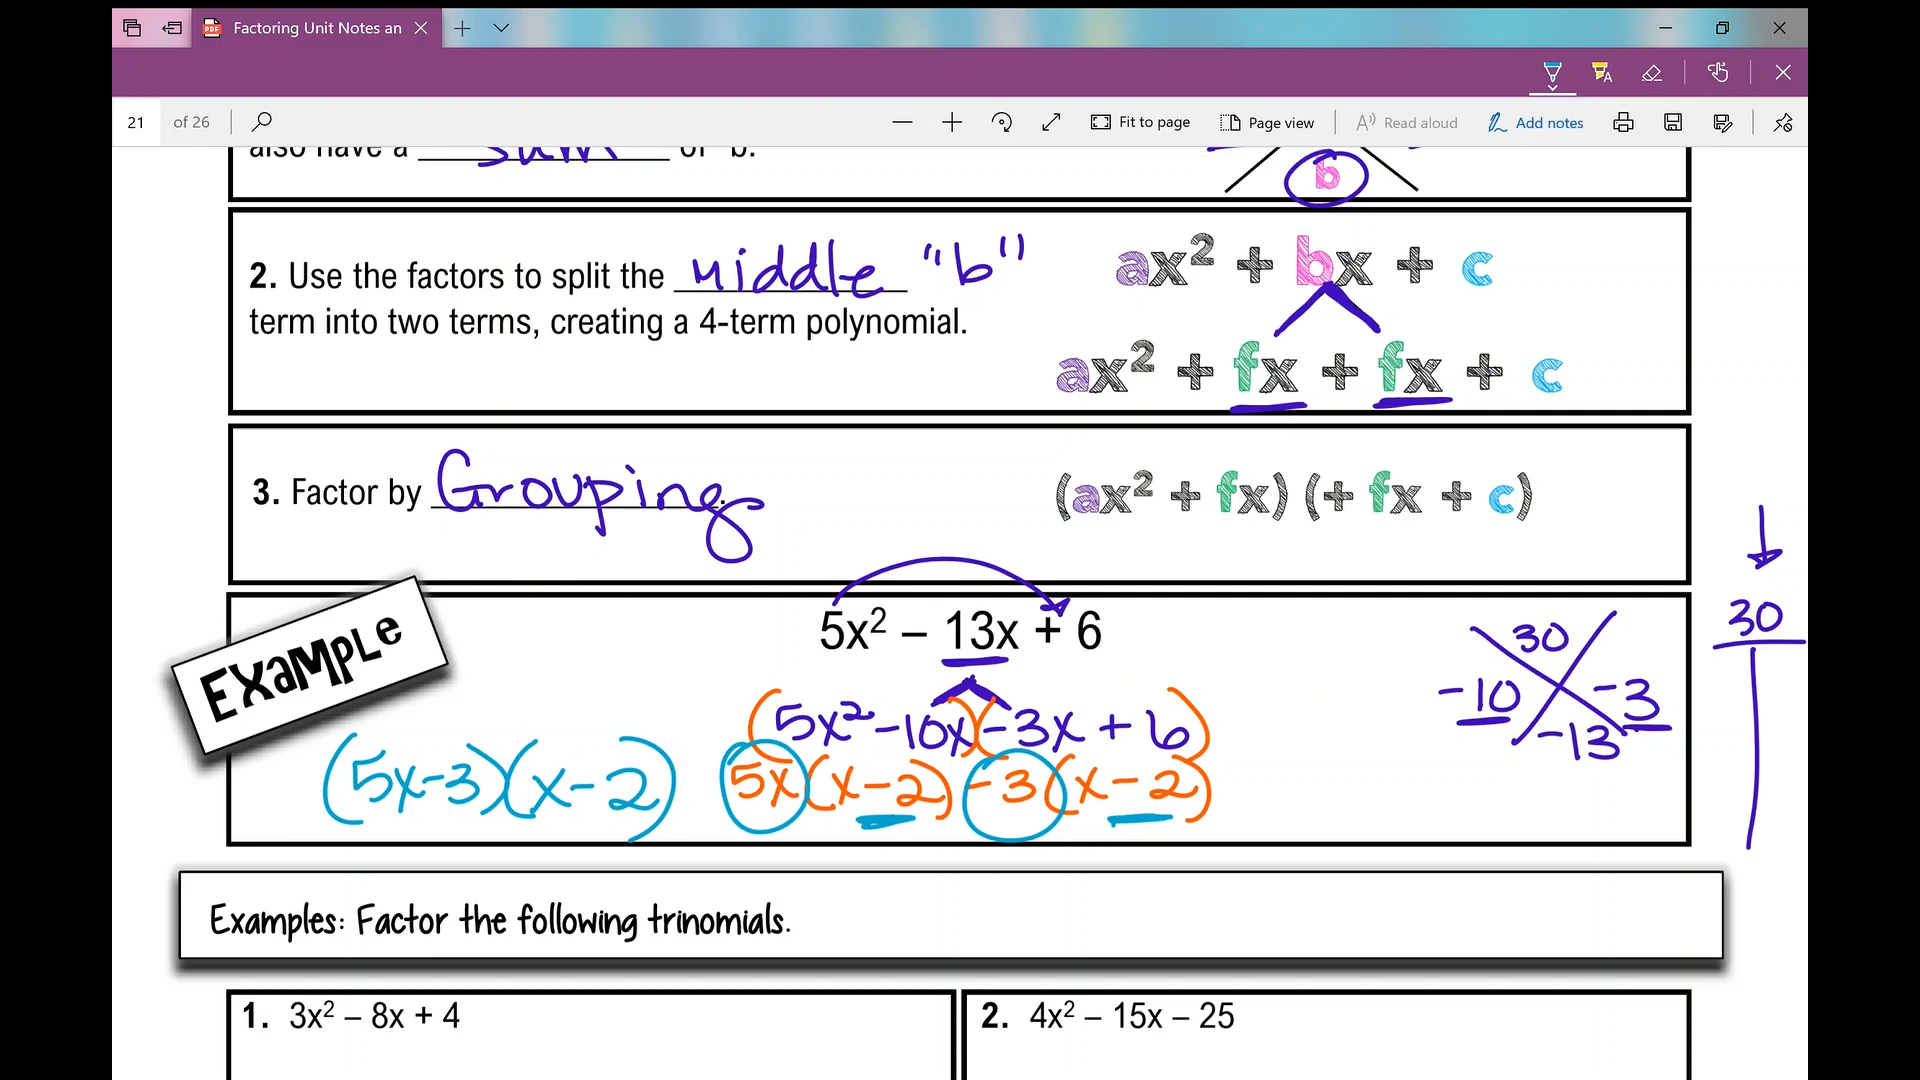 Factoring Unit Notes an
21 of 26
Fit to page
Page view
Read aloud
Add notes
also have a sum of "b."
b
2. Use the factors to split the middle "b"
term into two terms, creating a 4-term polynomial.
ax² + bx + c
ax² + fx + fx + c
3. Factor by Grouping.
(ax² + fx) (+ fx + c)
Example
5x² – 13x + 6
(5x² -10x)(-3x + 6)
5x(x-2) -3(x-2)
(5x-3)(x-2)
30
-10 -3
-13
30
Examples: Factor the following trinomials.
1. 3x² – 8x + 4
2. 4x² – 15x – 25